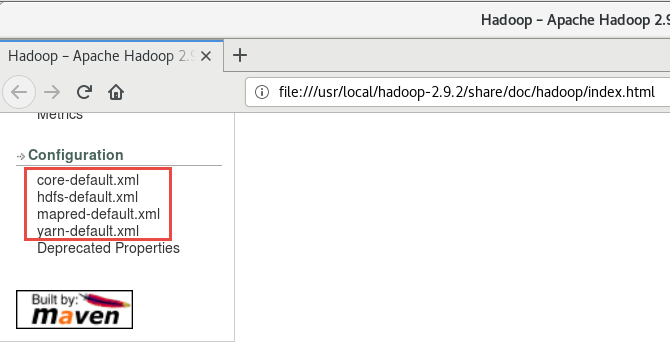 Hadoop – Apache Hadoop 2.9
Hadoop – Apache Hadoop 2.9
file:///usr/local/hadoop-2.9.2/share/doc/hadoop/index.html
Metrics
Configuration
core-default.xml
hdfs-default.xml
mapred-default.xml
yarn-default.xml
Deprecated Properties
Built by:
maven